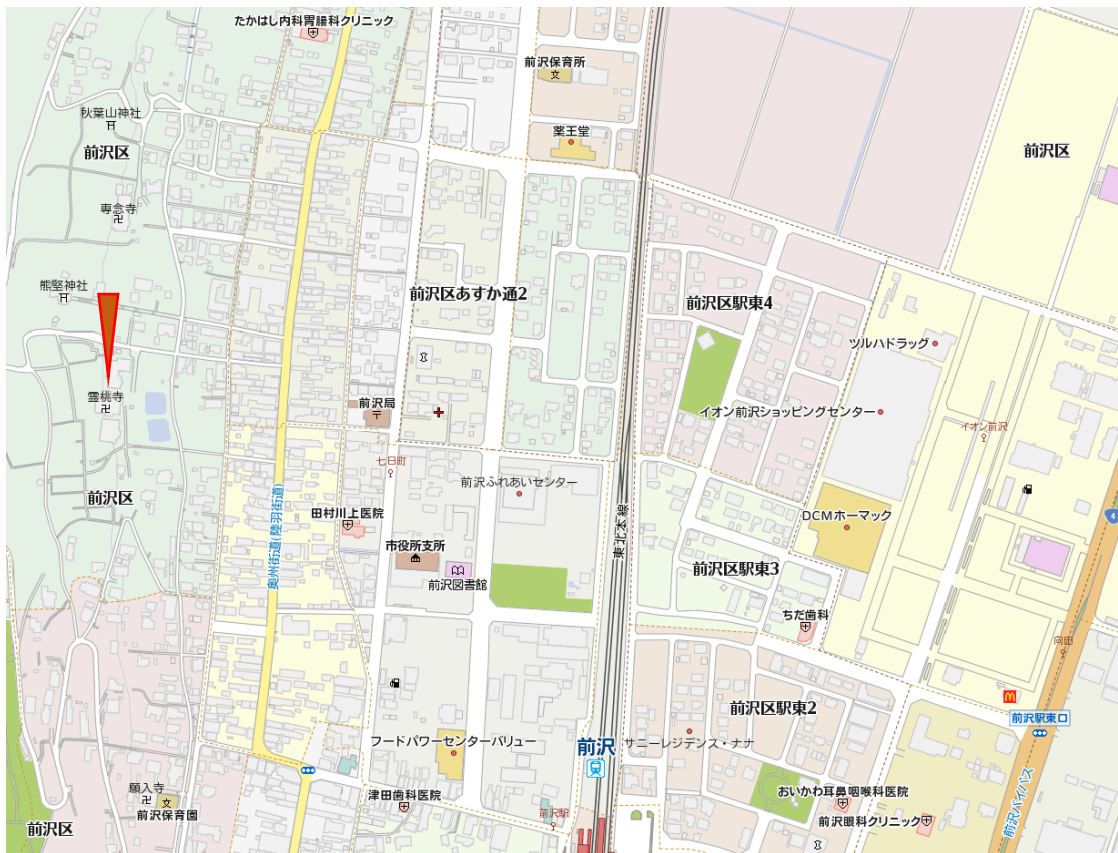 たかはし内科胃腸科クリニック
前沢保育所
秋葉山神社
薬王堂
前沢区
前沢区
専念寺
熊堅神社
前沢区あすか通2
前沢区駅東4
ツルハドラッグ
霊桃寺
前沢局
イオン前沢ショッピングセンター
イオン前沢
七日町
前沢ふれあいセンター
前沢区
奥州街道(陸羽街道)
田村川上医院
東北本線
DCMホーマック
4
市役所支所
前沢図書館
前沢区駅東3
ちだ歯科
向田
前沢区駅東2
前沢駅東口
フードパワーセンターバリュー
前沢
サニーレジデンス・ナナ
願入寺
前沢保育園
津田歯科医院
前沢駅
おいかわ耳鼻咽喉科医院
前沢眼科クリニック
前沢バイパス
前沢区